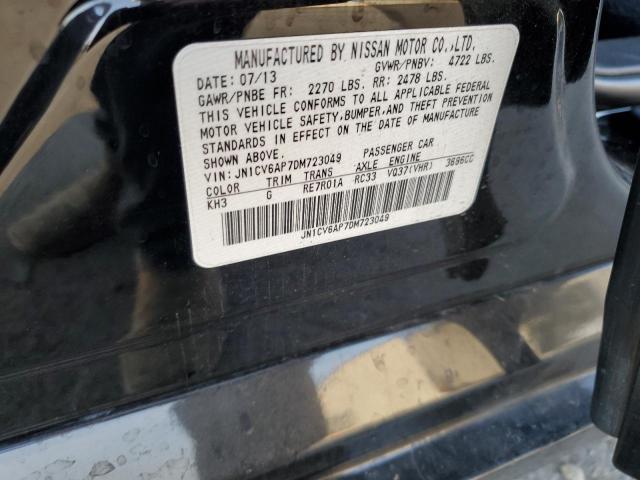 MANUFACTURED BY NISSAN MOTOR CO.,LTD.
DATE: 07/13 GVWR/PNBV: 4722 LBS.
GAWR/PNBE FR: 2270 LBS. RR: 2478 LBS.
THIS VEHICLE CONFORMS TO ALL APPLICABLE FEDERAL
MOTOR VEHICLE SAFETY,BUMPER,AND THEFT PREVENTION
STANDARDS IN EFFECT ON THE DATE OF MANUFACTURE
SHOWN ABOVE.
VIN: JN1CV6AP7DM723049 PASSENGER CAR
COLOR TRIM TRANS AXLE ENGINE
KH3 G RE7R01A RC33 VQ37(VHR) 3696CC
JN1CV6AP7DM723049